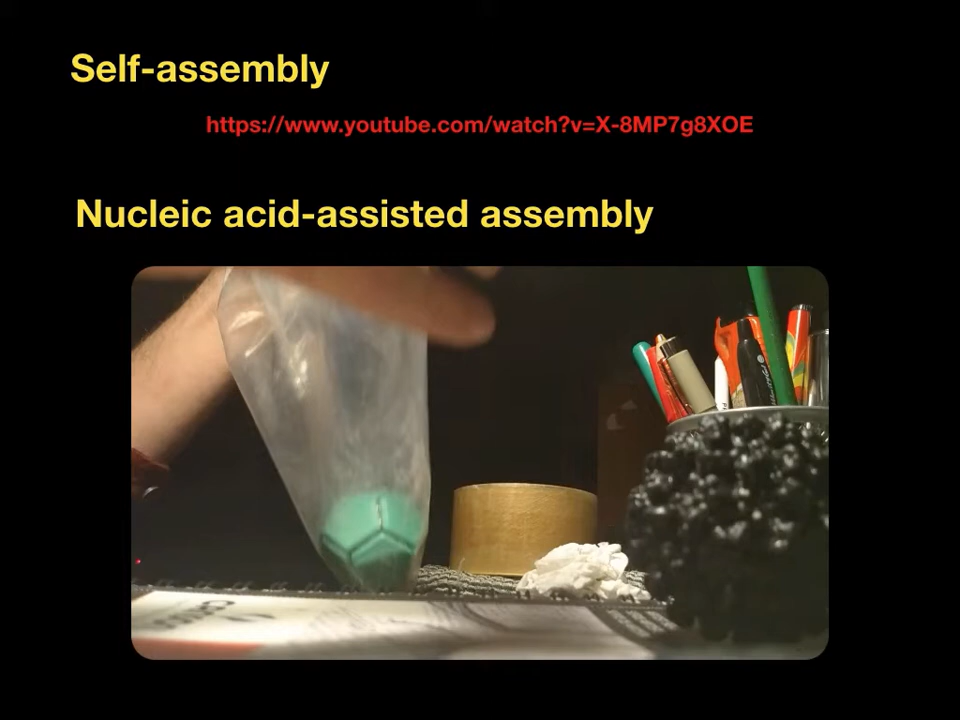 Self-assembly
https://www.youtube.com/watch?v=X-8MP7g8XOE
Nucleic acid-assisted assembly